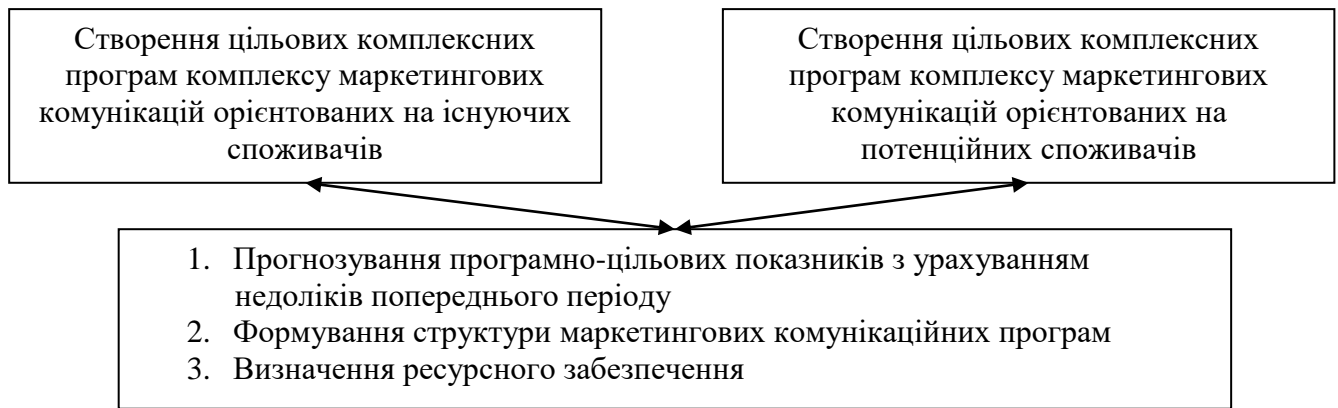 Створення цільових комплексних
програм комплексу маркетингових
комунікацій орієнтованих на існуючих
споживачів
Створення цільових комплексних
програм комплексу маркетингових
комунікацій орієнтованих на
потенційних споживачів
1. Прогнозування програмно-цільових показників з урахуванням
недоліків попереднього періоду
2. Формування структури маркетингових комунікаційних програм
3. Визначення ресурсного забезпечення